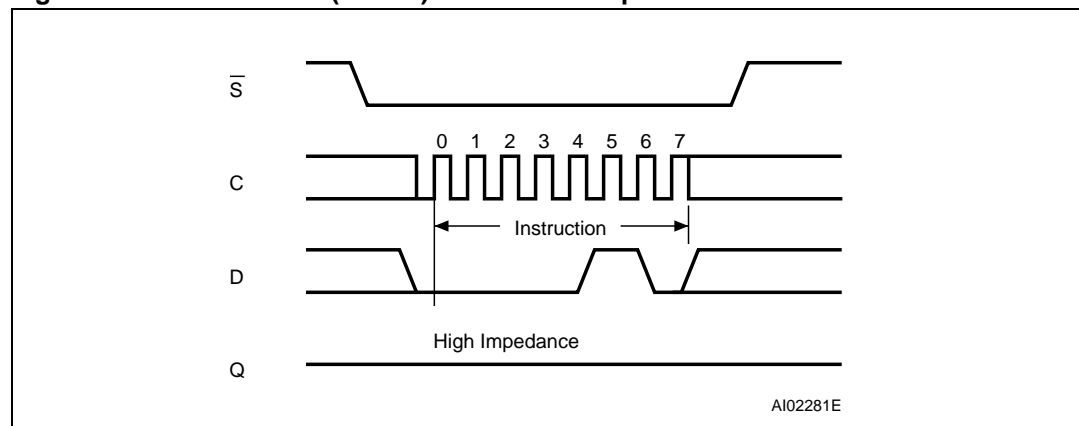 S̅
0 1 2 3 4 5 6 7
C
Instruction
D
High Impedance
Q
AI02281E